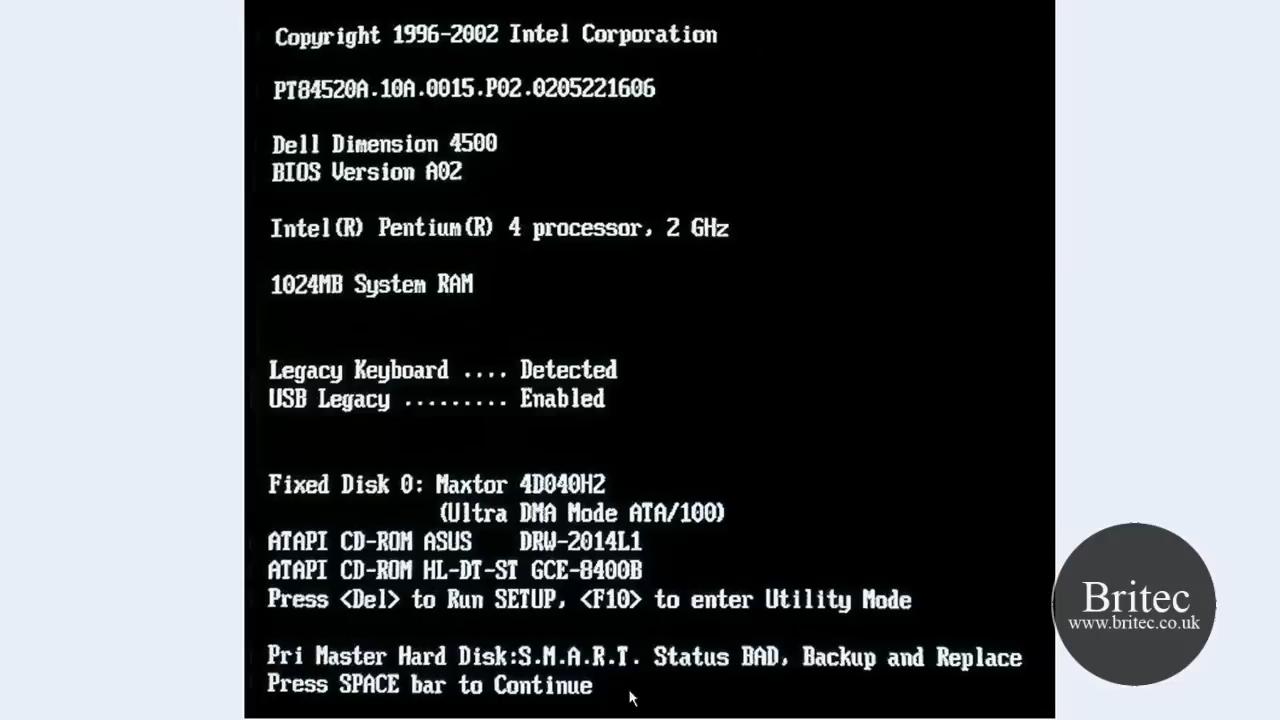 Copyright 1996-2002 Intel Corporation
PT84520A.10A.0015.P02.0205221606
Dell Dimension 4500
BIOS Version A02
Intel(R) Pentium(R) 4 processor, 2 GHz
1024MB System RAM
Legacy Keyboard .... Detected
USB Legacy ......... Enabled
Fixed Disk 0: Maxtor 4D040H2
(Ultra DMA Mode ATA/100)
ATAPI CD-ROM ASUS    DRW-2014L1
ATAPI CD-ROM HL-DT-ST GCE-8400B
Press <Del> to Run SETUP, <F10> to enter Utility Mode
Pri Master Hard Disk:S.M.A.R.T. Status BAD, Backup and Replace
Press SPACE bar to Continue
Britec
www.britec.co.uk